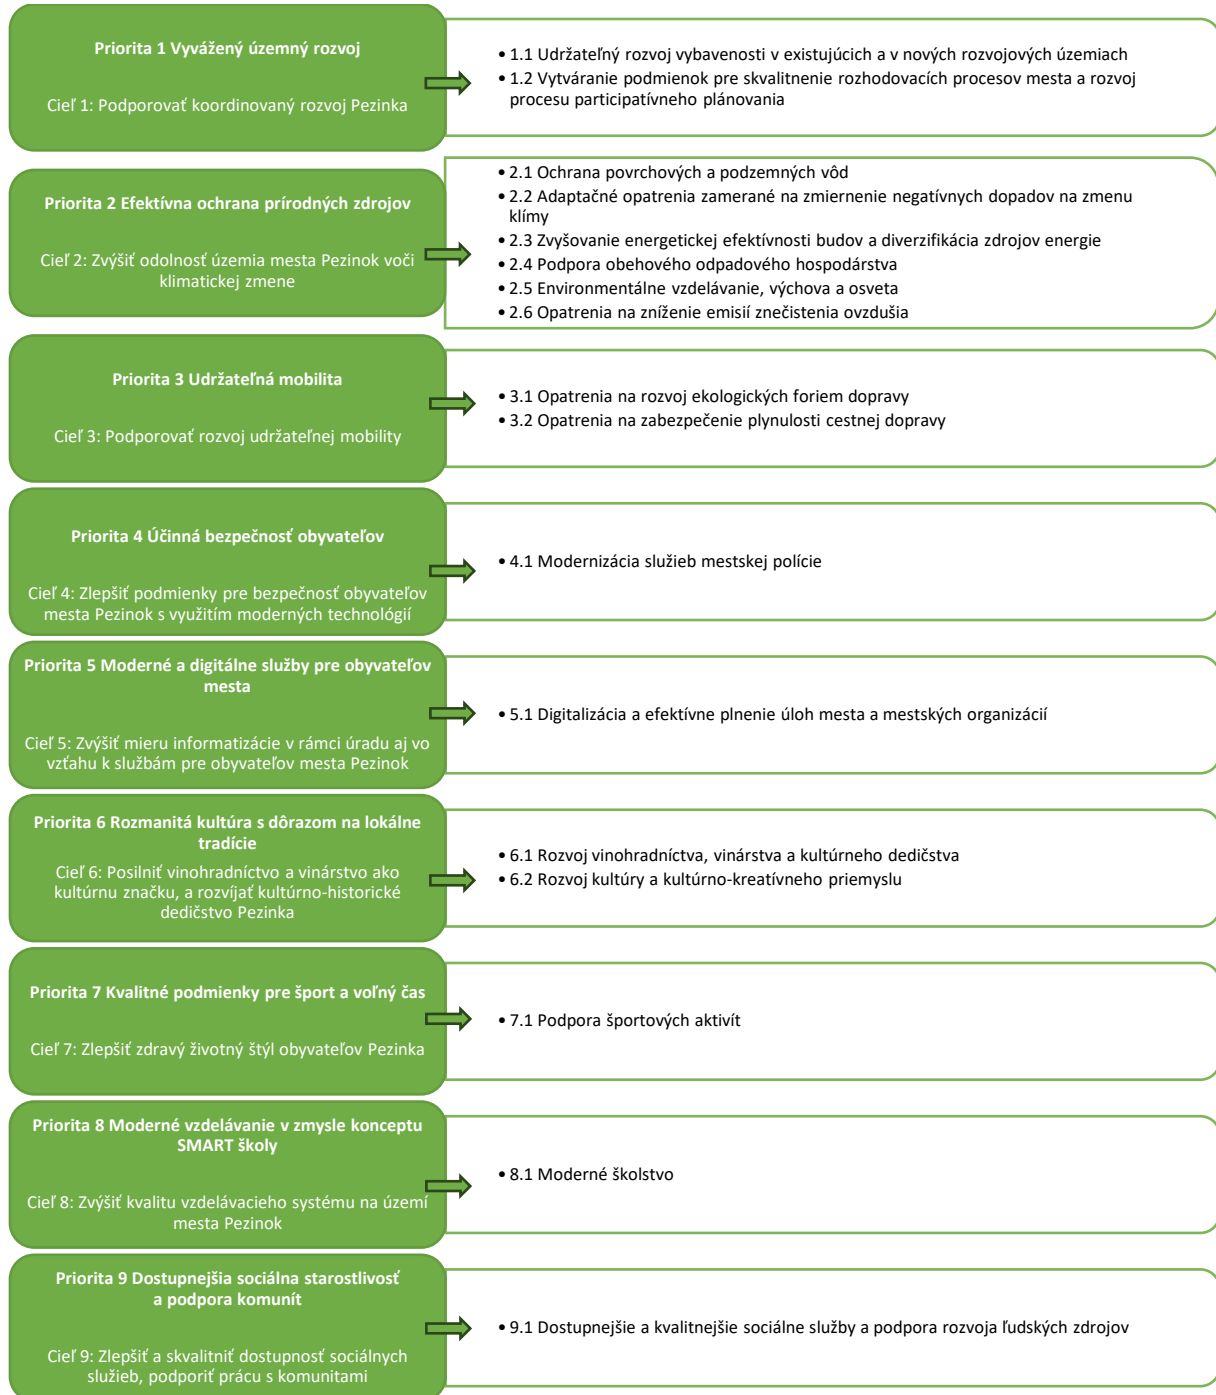 Priorita 1 Vyvážený územný rozvoj
Cieľ 1: Podporovať koordinovaný rozvoj Pezinka
• 1.1 Udržateľný rozvoj vybavenosti v existujúcich a v nových rozvojových územiach
• 1.2 Vytváranie podmienok pre skvalitnenie rozhodovacích procesov mesta a rozvoj
procesu participatívneho plánovania
Priorita 2 Efektívna ochrana prírodných zdrojov
Cieľ 2: Zvýšiť odolnosť územia mesta Pezinok voči
klimatickej zmene
• 2.1 Ochrana povrchových a podzemných vôd
• 2.2 Adaptačné opatrenia zamerané na zmiernenie negatívnych dopadov na zmenu
klímy
• 2.3 Zvyšovanie energetickej efektívnosti budov a diverzifikácia zdrojov energie
• 2.4 Podpora obehového odpadového hospodárstva
• 2.5 Environmentálne vzdelávanie, výchova a osveta
• 2.6 Opatrenia na zníženie emisií znečistenia ovzdušia
Priorita 3 Udržateľná mobilita
Cieľ 3: Podporovať rozvoj udržateľnej mobility
• 3.1 Opatrenia na rozvoj ekologických foriem dopravy
• 3.2 Opatrenia na zabezpečenie plynulosti cestnej dopravy
Priorita 4 Účinná bezpečnosť obyvateľov
Cieľ 4: Zlepšiť podmienky pre bezpečnosť obyvateľov
mesta Pezinok s využitím moderných technológií
• 4.1 Modernizácia služieb mestskej polície
Priorita 5 Moderné a digitálne služby pre obyvateľov
mesta
Cieľ 5: Zvýšiť mieru informatizácie v rámci úradu aj vo
vzťahu k službám pre obyvateľov mesta Pezinok
• 5.1 Digitalizácia a efektívne plnenie úloh mesta a mestských organizácií
Priorita 6 Rozmanitá kultúra s dôrazom na lokálne
tradície
Cieľ 6: Posilniť vinohradníctvo a vinárstvo ako
kultúrnu značku, a rozvíjať kultúrno-historické
dedičstvo Pezinka
• 6.1 Rozvoj vinohradníctva, vinárstva a kultúrneho dedičstva
• 6.2 Rozvoj kultúry a kultúrno-kreatívneho priemyslu
Priorita 7 Kvalitné podmienky pre šport a voľný čas
Cieľ 7: Zlepšiť zdravý životný štýl obyvateľov Pezinka
• 7.1 Podpora športových aktivít
Priorita 8 Moderné vzdelávanie v zmysle konceptu
SMART školy
Cieľ 8: Zvýšiť kvalitu vzdelávacieho systému na území
mesta Pezinok
• 8.1 Moderné školstvo
Priorita 9 Dostupnejšia sociálna starostlivosť
a podpora komunít
Cieľ 9: Zlepšiť a skvalitniť dostupnosť sociálnych
služieb, podporiť prácu s komunitami
• 9.1 Dostupnejšie a kvalitnejšie sociálne služby a podpora rozvoja ľudských zdrojov